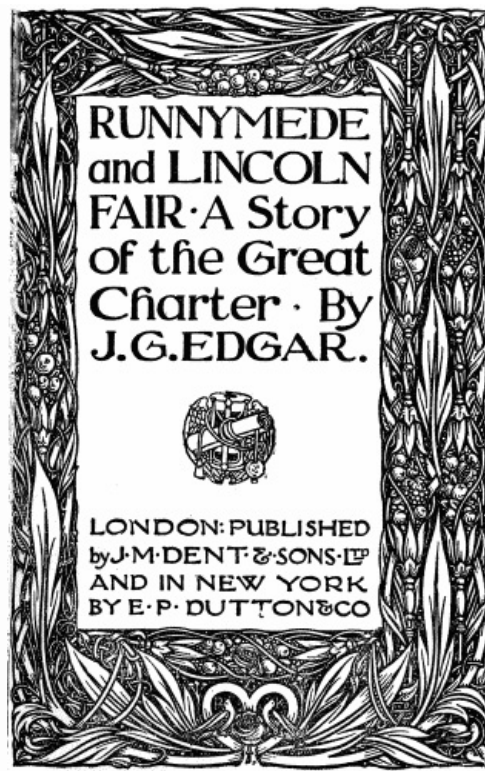 RUNNYMEDE
and LINCOLN
FAIR · A Story
of the Great
Charter · By
J. G. EDGAR.
LONDON: PUBLISHED
by J · M · DENT · & · SONS · LTD
AND IN NEW YORK
BY E · P · DUTTON & CO